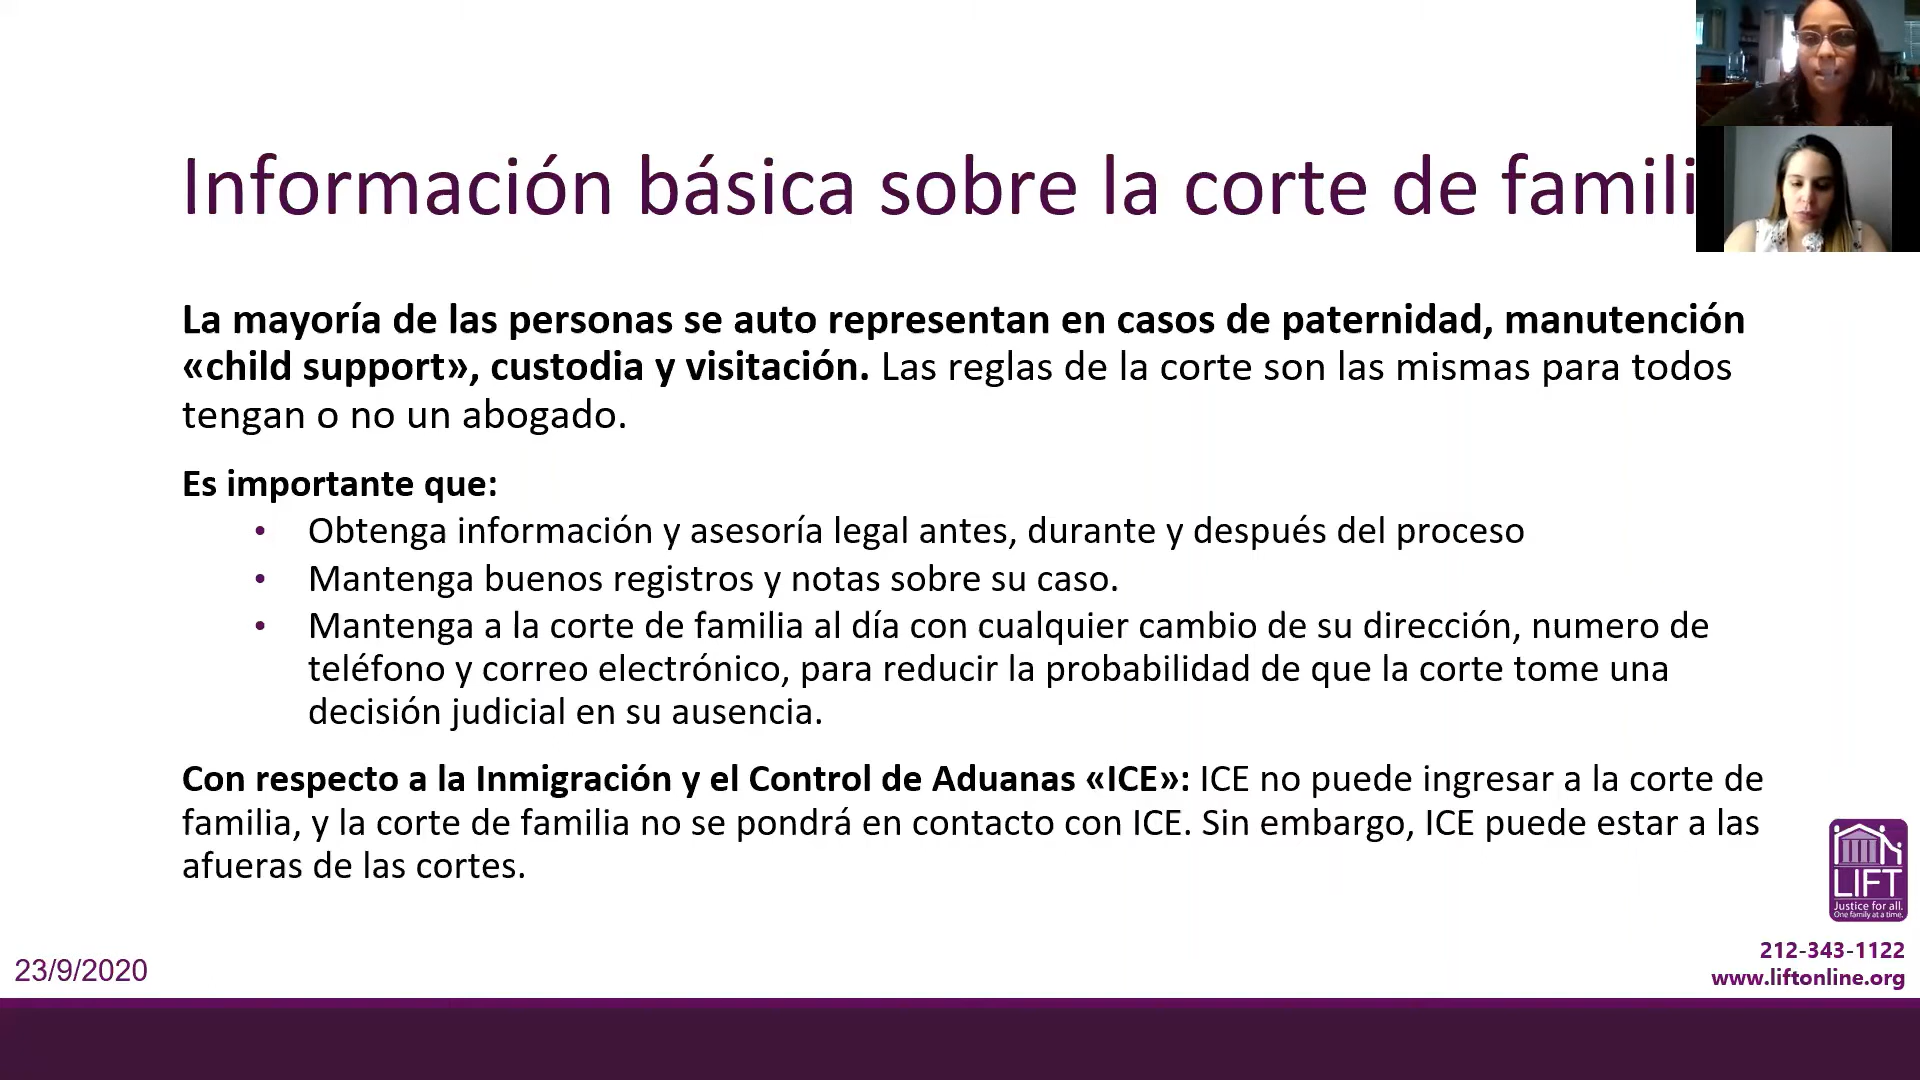 Información básica sobre la corte de famili
La mayoría de las personas se auto representan en casos de paternidad, manutención
«child support», custodia y visitación. Las reglas de la corte son las mismas para todos
tengan o no un abogado.
Es importante que:
• Obtenga información y asesoría legal antes, durante y después del proceso
• Mantenga buenos registros y notas sobre su caso.
• Mantenga a la corte de familia al día con cualquier cambio de su dirección, numero de
teléfono y correo electrónico, para reducir la probabilidad de que la corte tome una
decisión judicial en su ausencia.
Con respecto a la Inmigración y el Control de Aduanas «ICE»: ICE no puede ingresar a la corte de
familia, y la corte de familia no se pondrá en contacto con ICE. Sin embargo, ICE puede estar a las
afueras de las cortes.
LIFT
Justice for all.
One family at a time.
212-343-1122
www.liftonline.org
23/9/2020